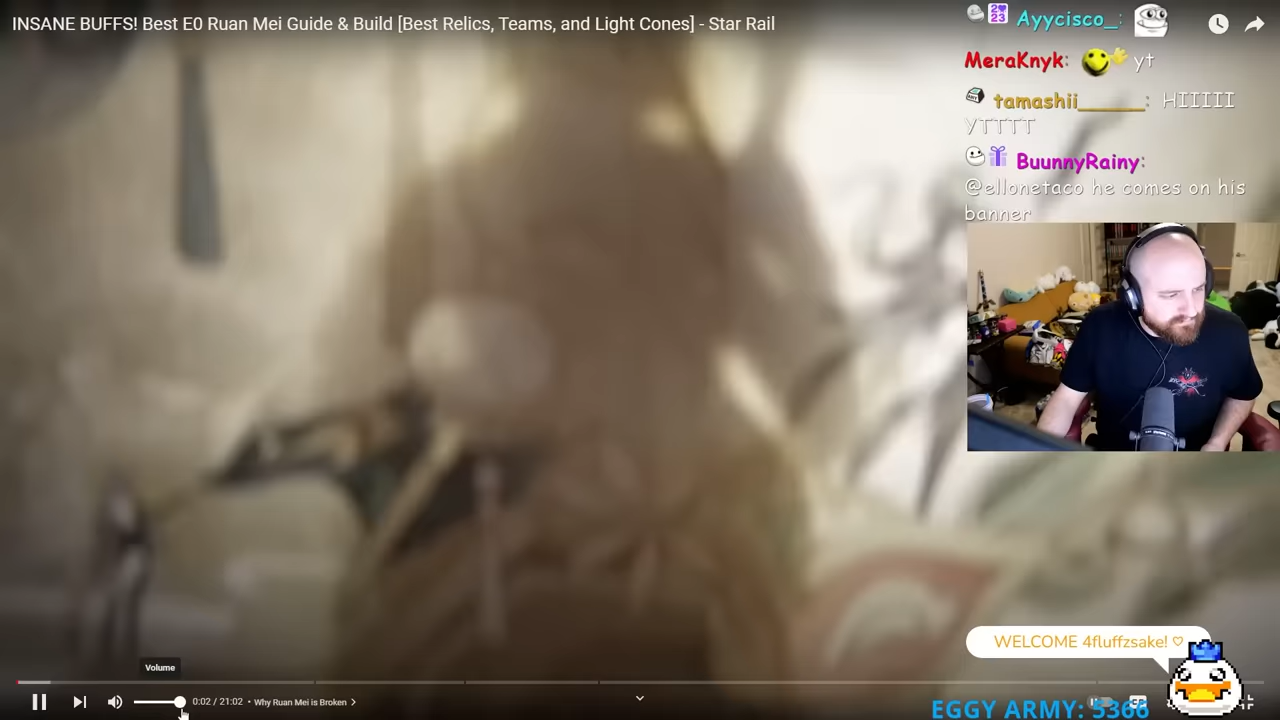 INSANE BUFFS! Best E0 Ruan Mei Guide & Build [Best Relics, Teams, and Light Cones] - Star Rail
Ayycisco_:
MeraKnyk: yt
tamashii______: HIIIII
YTTTT
BuunnyRainy:
@ellonetaco he comes on his
banner
WELCOME 4fluffzsake! ♡
Volume
0:02 / 21:02 • Why Ruan Mei is Broken >
EGGY ARMY: 5366